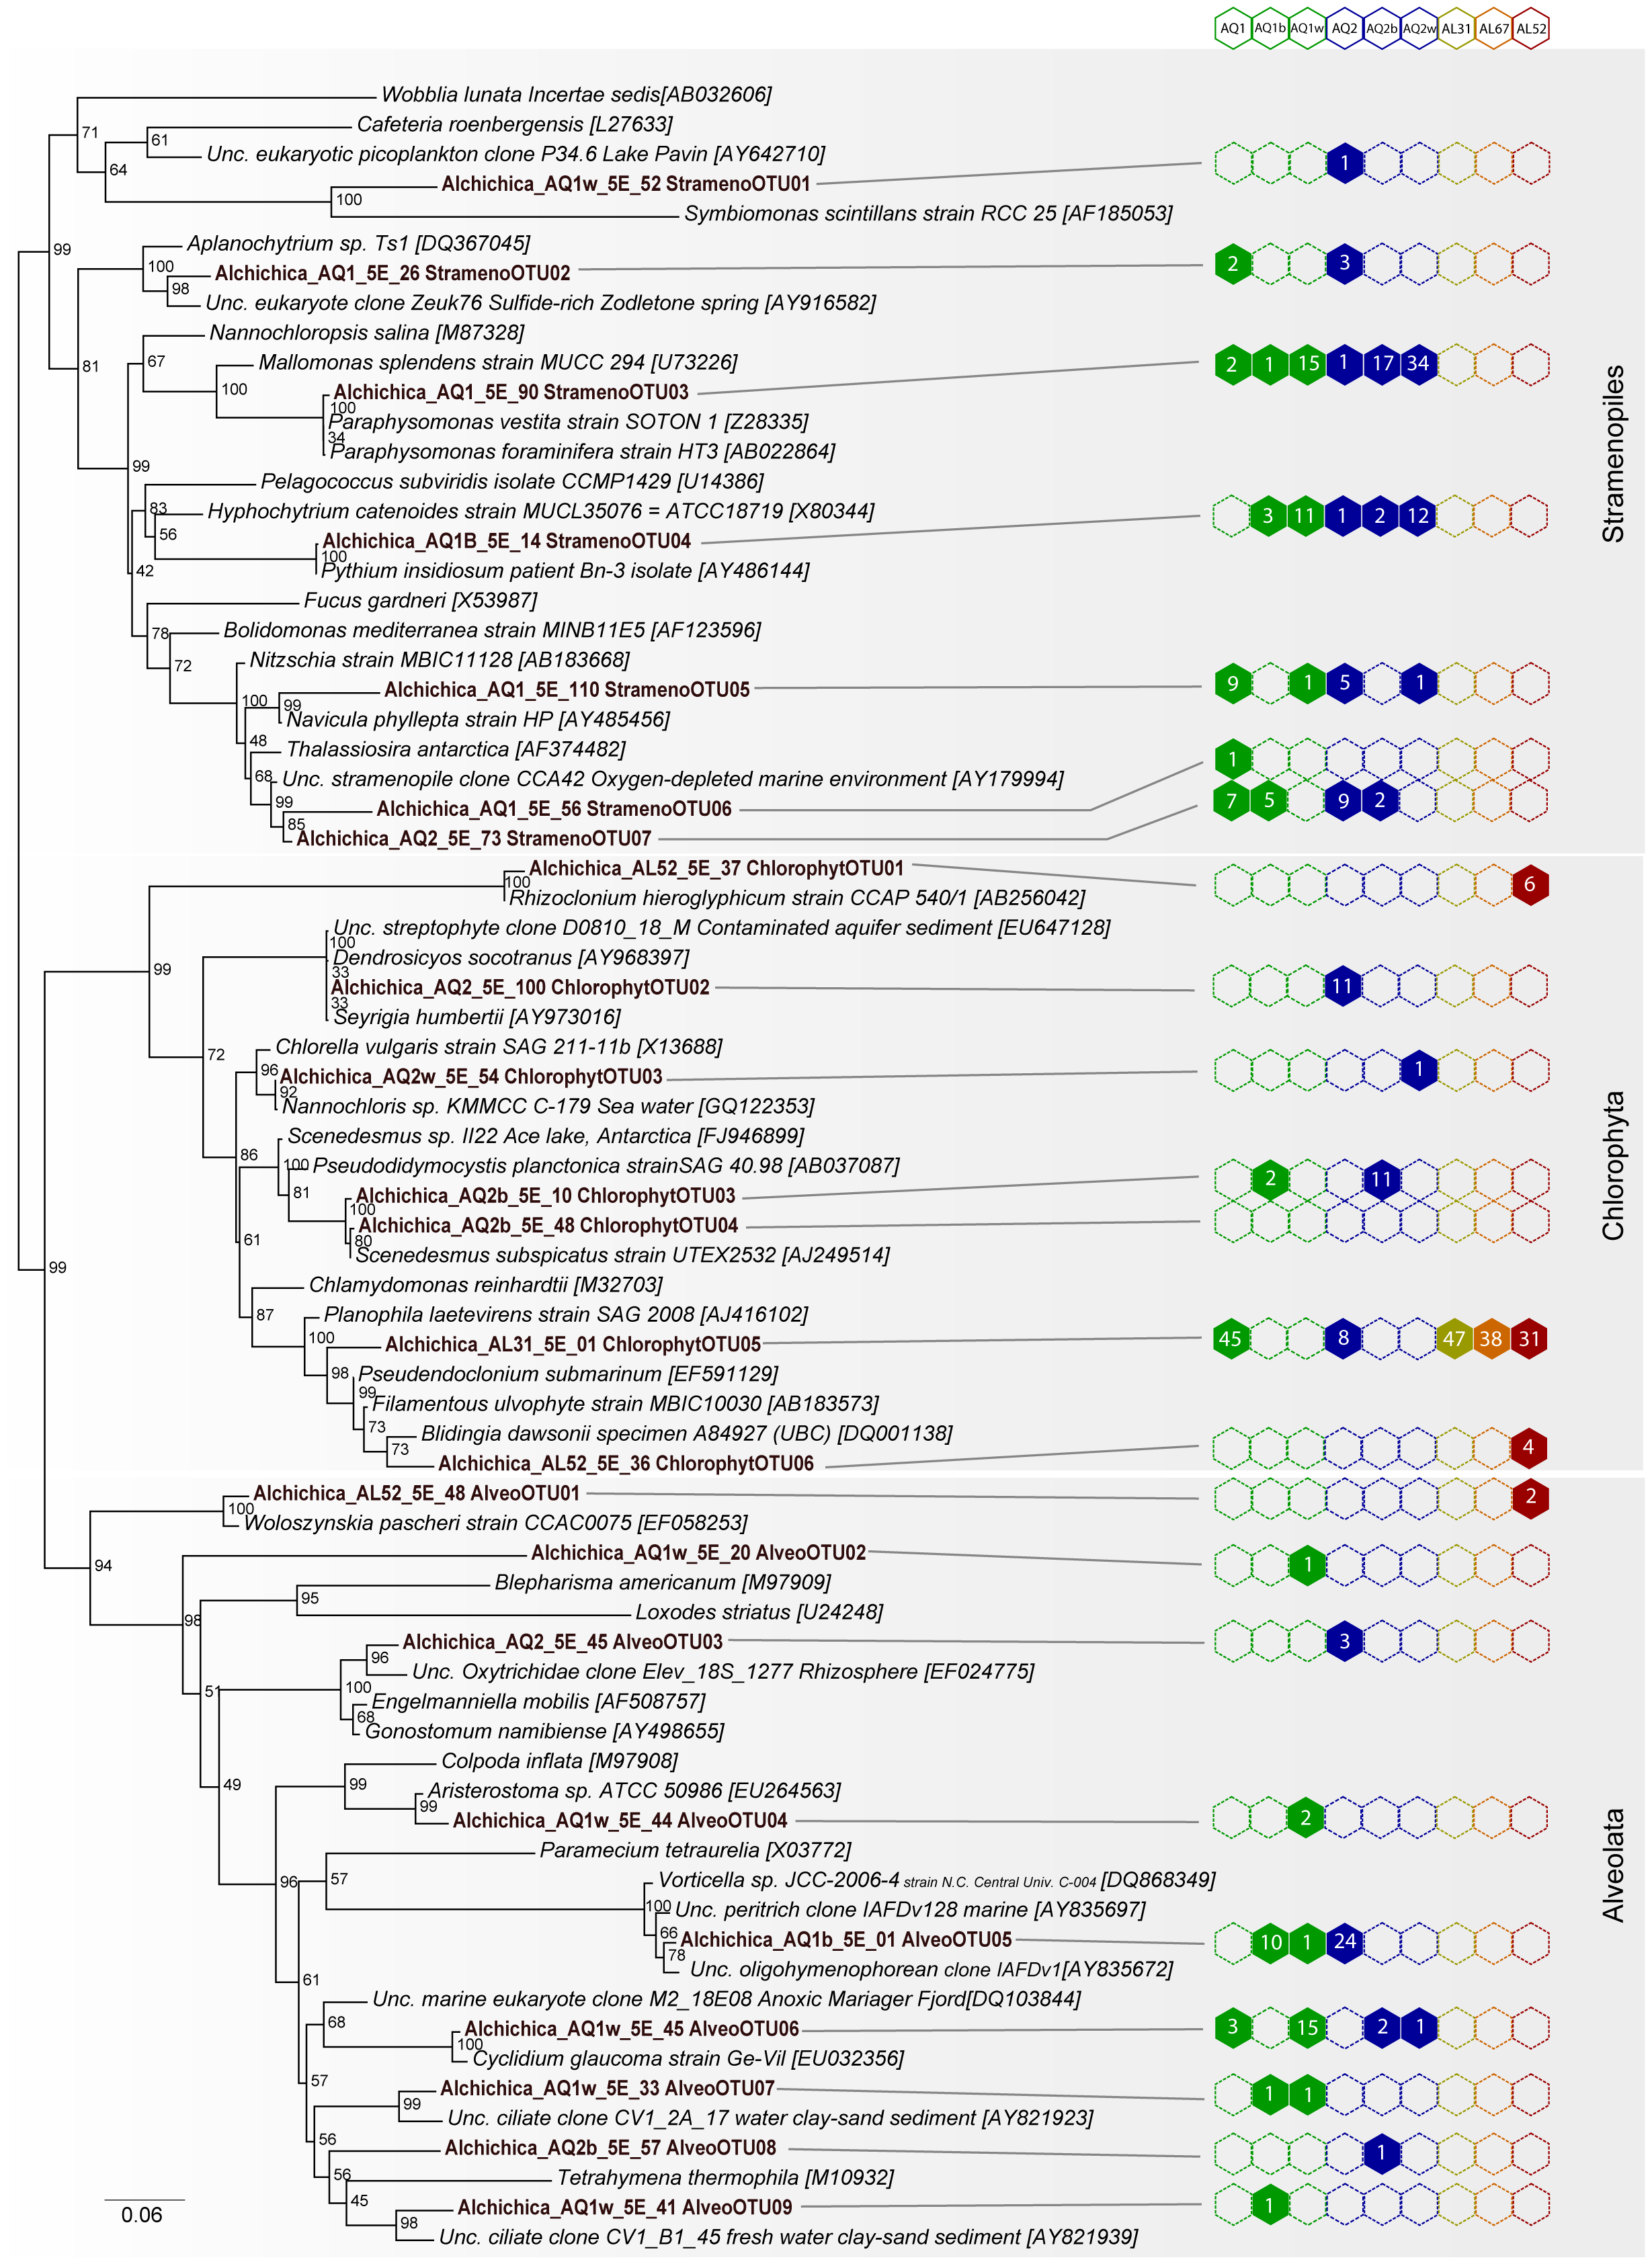 AQ1 AQ1b AQ1w AQ2 AQ2b AQ2w AL31 AL67 AL52
Wobblia lunata Incertae sedis[AB032606]
71
Cafeteria roenbergensis [L27633]
61
Unc. eukaryotic picoplankton clone P34.6 Lake Pavin [AY642710]
1
64
Alchichica_AQ1w_5E_52 StramenoOTU01
100
Symbiomonas scintillans strain RCC 25 [AF185053]
99
Aplanochytrium sp. Ts1 [DQ367045]
100
Alchichica_AQ1_5E_26 StramenoOTU02
2 3
98
Unc. eukaryote clone Zeuk76 Sulfide-rich Zodletone spring [AY916582]
Nannochloropsis salina [M87328]
67
81
Mallomonas splendens strain MUCC 294 [U73226]
2 1 15 1 17 34
100
Alchichica_AQ1_5E_90 StramenoOTU03
100
Paraphysomonas vestita strain SOTON 1 [Z28335]
34
Paraphysomonas foraminifera strain HT3 [AB022864]
99
Pelagococcus subviridis isolate CCMP1429 [U14386]
83
Hyphochytrium catenoides strain MUCL35076 = ATCC18719 [X80344]
3 11 1 2 12
56
Alchichica_AQ1B_5E_14 StramenoOTU04
100
42
Pythium insidiosum patient Bn-3 isolate [AY486144]
Fucus gardneri [X53987]
78
Bolidomonas mediterranea strain MINB11E5 [AF123596]
72
Nitzschia strain MBIC11128 [AB183668]
Alchichica_AQ1_5E_110 StramenoOTU05
9 1 5 1
100
99
Navicula phyllepta strain HP [AY485456]
48
Thalassiosira antarctica [AF374482]
1
68
Unc. stramenopile clone CCA42 Oxygen-depleted marine environment [AY179994]
99
Alchichica_AQ1_5E_56 StramenoOTU06
7 5 9 2
85
Alchichica_AQ2_5E_73 StramenoOTU07
Stramenopiles
Alchichica_AL52_5E_37 ChlorophytOTU01
6
100
Rhizoclonium hieroglyphicum strain CCAP 540/1 [AB256042]
Unc. streptophyte clone D0810_18_M Contaminated aquifer sediment [EU647128]
100
Dendrosicyos socotranus [AY968397]
99
33
Alchichica_AQ2_5E_100 ChlorophytOTU02
11
33
Seyrigia humbertii [AY973016]
72
Chlorella vulgaris strain SAG 211-11b [X13688]
96
Alchichica_AQ2w_5E_54 ChlorophytOTU03
1
92
Nannochloris sp. KMMCC C-179 Sea water [GQ122353]
Scenedesmus sp. II22 Ace lake, Antarctica [FJ946899]
86
100
Pseudodidymocystis planctonica strainSAG 40.98 [AB037087]
2 11
81
Alchichica_AQ2b_5E_10 ChlorophytOTU03
100
Alchichica_AQ2b_5E_48 ChlorophytOTU04
80
61
Scenedesmus subspicatus strain UTEX2532 [AJ249514]
99
Chlamydomonas reinhardtii [M32703]
87
Planophila laetevirens strain SAG 2008 [AJ416102]
100
Alchichica_AL31_5E_01 ChlorophytOTU05
45 8 47 38 31
98
Pseudendoclonium submarinum [EF591129]
99
Filamentous ulvophyte strain MBIC10030 [AB183573]
73
Blidingia dawsonii specimen A84927 (UBC) [DQ001138]
73
Alchichica_AL52_5E_36 ChlorophytOTU06
4
Chlorophyta
Alchichica_AL52_5E_48 AlveoOTU01
2
100
Woloszynskia pascheri strain CCAC0075 [EF058253]
94
Alchichica_AQ1w_5E_20 AlveoOTU02
1
Blepharisma americanum [M97909]
95
Loxodes striatus [U24248]
98
Alchichica_AQ2_5E_45 AlveoOTU03
3
96
Unc. Oxytrichidae clone Elev_18S_1277 Rhizosphere [EF024775]
100
51
Engelmanniella mobilis [AF508757]
68
Gonostomum namibiense [AY498655]
Colpoda inflata [M97908]
49
99
Aristerostoma sp. ATCC 50986 [EU264563]
99
Alchichica_AQ1w_5E_44 AlveoOTU04
2
Paramecium tetraurelia [X03772]
96
57
Vorticella sp. JCC-2006-4 strain N.C. Central Univ. C-004 [DQ868349]
100
Unc. peritrich clone IAFDv128 marine [AY835697]
66
Alchichica_AQ1b_5E_01 AlveoOTU05
10 1 24
78
Unc. oligohymenophorean clone IAFDv1[AY835672]
61
Unc. marine eukaryote clone M2_18E08 Anoxic Mariager Fjord[DQ103844]
68
Alchichica_AQ1w_5E_45 AlveoOTU06
3 15 2 1
100
Cyclidium glaucoma strain Ge-Vil [EU032356]
57
Alchichica_AQ1w_5E_33 AlveoOTU07
1 1
99
Unc. ciliate clone CV1_2A_17 water clay-sand sediment [AY821923]
56
Alchichica_AQ2b_5E_57 AlveoOTU08
1
56
Tetrahymena thermophila [M10932]
45
Alchichica_AQ1w_5E_41 AlveoOTU09
1
98
Unc. ciliate clone CV1_B1_45 fresh water clay-sand sediment [AY821939]
Alveolata
0.06